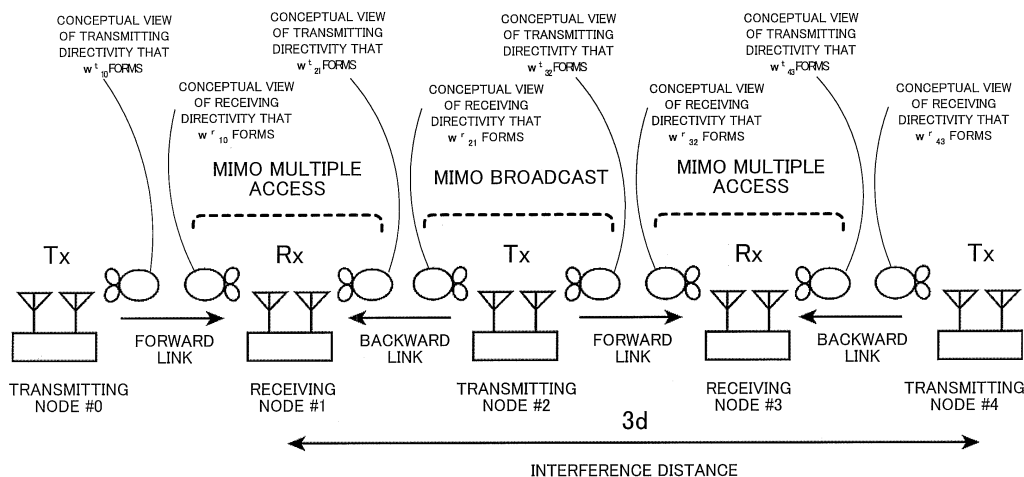 CONCEPTUAL VIEW
OF TRANSMITTING
DIRECTIVITY THAT
w t 10 FORMS
CONCEPTUAL VIEW
OF TRANSMITTING
DIRECTIVITY THAT
w t 21 FORMS
CONCEPTUAL VIEW
OF TRANSMITTING
DIRECTIVITY THAT
w t 32 FORMS
CONCEPTUAL VIEW
OF TRANSMITTING
DIRECTIVITY THAT
w t 43 FORMS
CONCEPTUAL VIEW
OF RECEIVING
DIRECTIVITY THAT
w r 10 FORMS
CONCEPTUAL VIEW
OF RECEIVING
DIRECTIVITY THAT
w r 21 FORMS
CONCEPTUAL VIEW
OF RECEIVING
DIRECTIVITY THAT
w r 32 FORMS
CONCEPTUAL VIEW
OF RECEIVING
DIRECTIVITY THAT
w r 43 FORMS
MIMO MULTIPLE
ACCESS
MIMO BROADCAST
MIMO MULTIPLE
ACCESS
Tx
Rx
Tx
Rx
Tx
FORWARD
LINK
BACKWARD
LINK
FORWARD
LINK
BACKWARD
LINK
TRANSMITTING
NODE #0
RECEIVING
NODE #1
TRANSMITTING
NODE #2
RECEIVING
NODE #3
TRANSMITTING
NODE #4
3d
INTERFERENCE DISTANCE